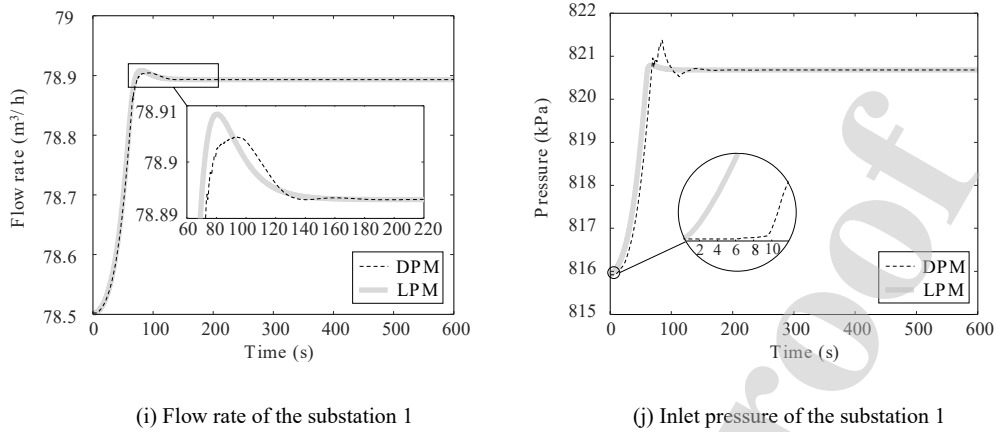 79
78.9
78.8
78.7
78.6
78.5
Flow rate (m³/ h)
78.91
78.9
78.89
60 80 100 120 140 160 180 200 220
DPM
LPM
0 100 200 300 400 500 600
Time (s)
(i) Flow rate of the substation 1
822
821
820
819
818
817
816
815
Pressure (kPa)
2 4 6 8 10
DPM
LPM
0 100 200 300 400 500 600
Time (s)
(j) Inlet pressure of the substation 1
roof